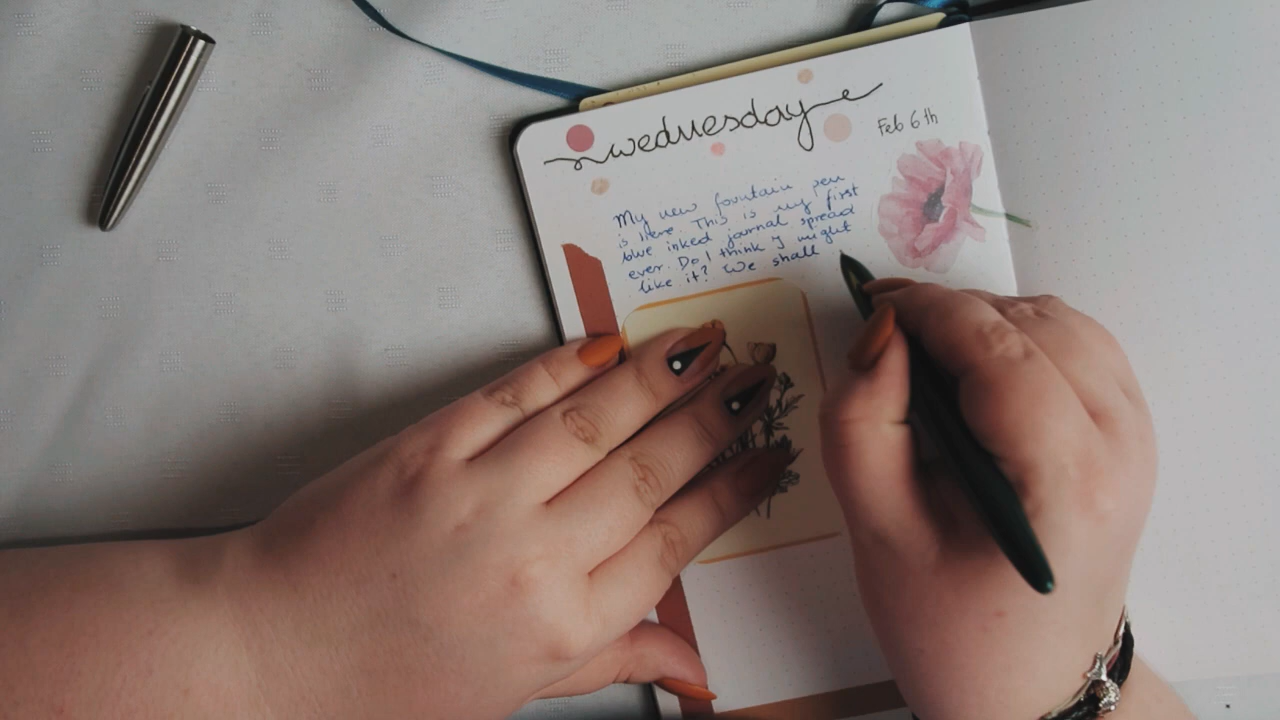 wednesday
Feb 6th
My new fountain pen
is here. This is my first
blue inked journal spread
ever. Do I think I might
like it? We shall